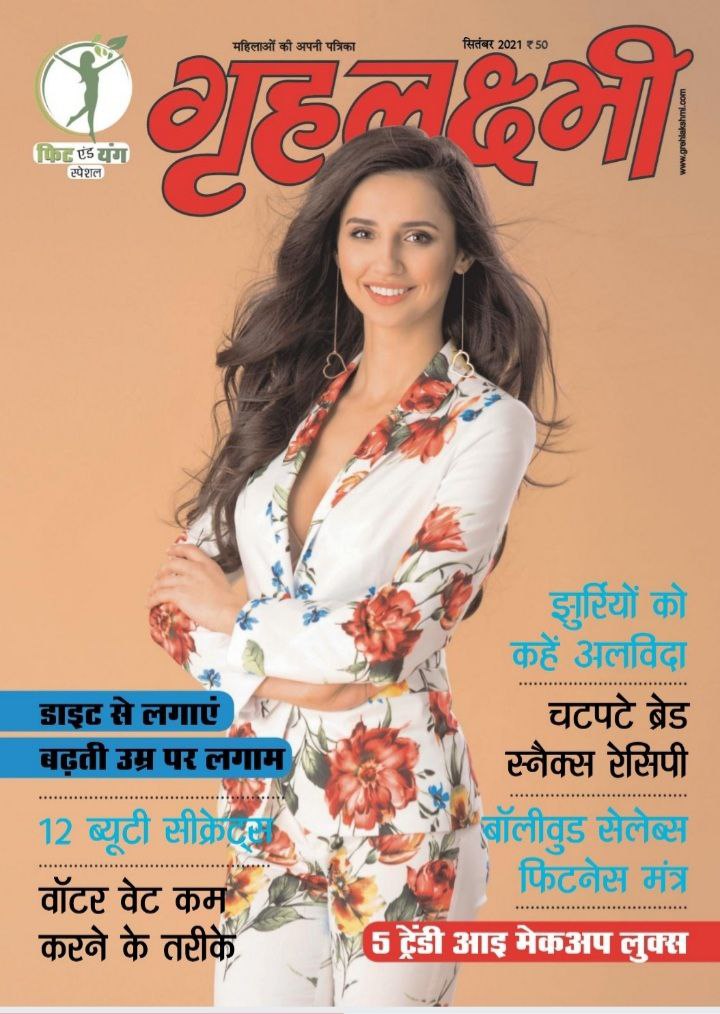 महिलाओं की अपनी पत्रिका
सितंबर 2021 ₹50
गृहलक्ष्मी
www.grehlakshmi.com
फिट एंड यंग
स्पेशल
झुर्रियों को
कहें अलविदा
चटपटे ब्रेड
स्नैक्स रेसिपी
बॉलीवुड सेलेब्स
फिटनेस मंत्र
5 ट्रेंडी आइ मेकअप लुक्स
डाइट से लगाएं
बढ़ती उम्र पर लगाम
12 ब्यूटी सीक्रेट्स
वॉटर वेट कम
करने के तरीके